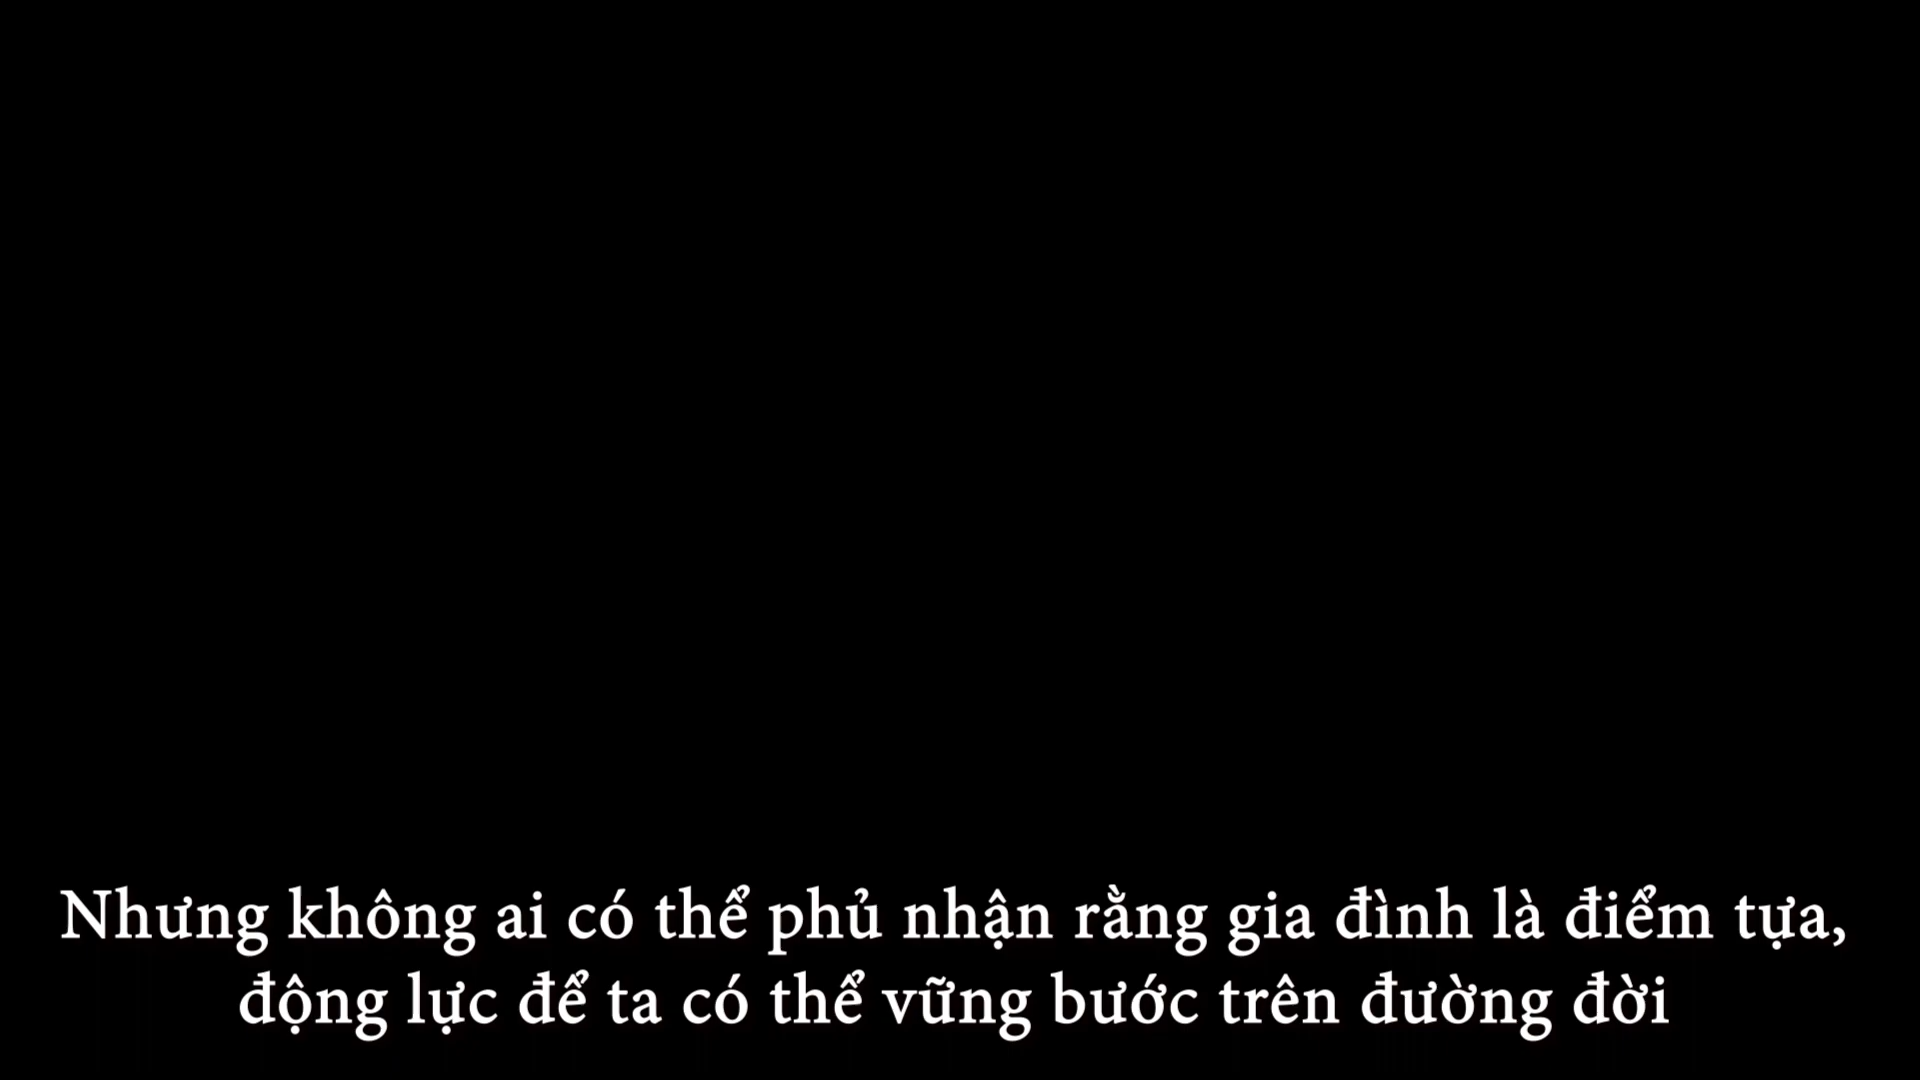 Nhưng không ai có thể phủ nhận rằng gia đình là điểm tựa,
động lực để ta có thể vững bước trên đường đời